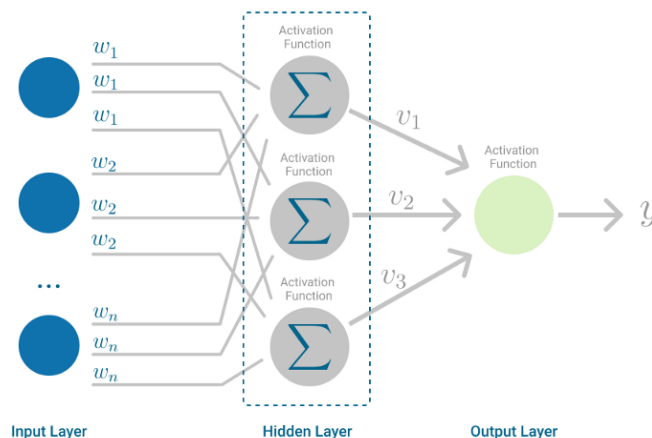 Activation
Function
w₁
w₁
w₁
Σ
v₁
w₂
w₂
w₂
Activation
Function
Σ
v₂
Activation
Function
y
...
wₙ
wₙ
wₙ
Activation
Function
Σ
v₃
Input Layer
Hidden Layer
Output Layer